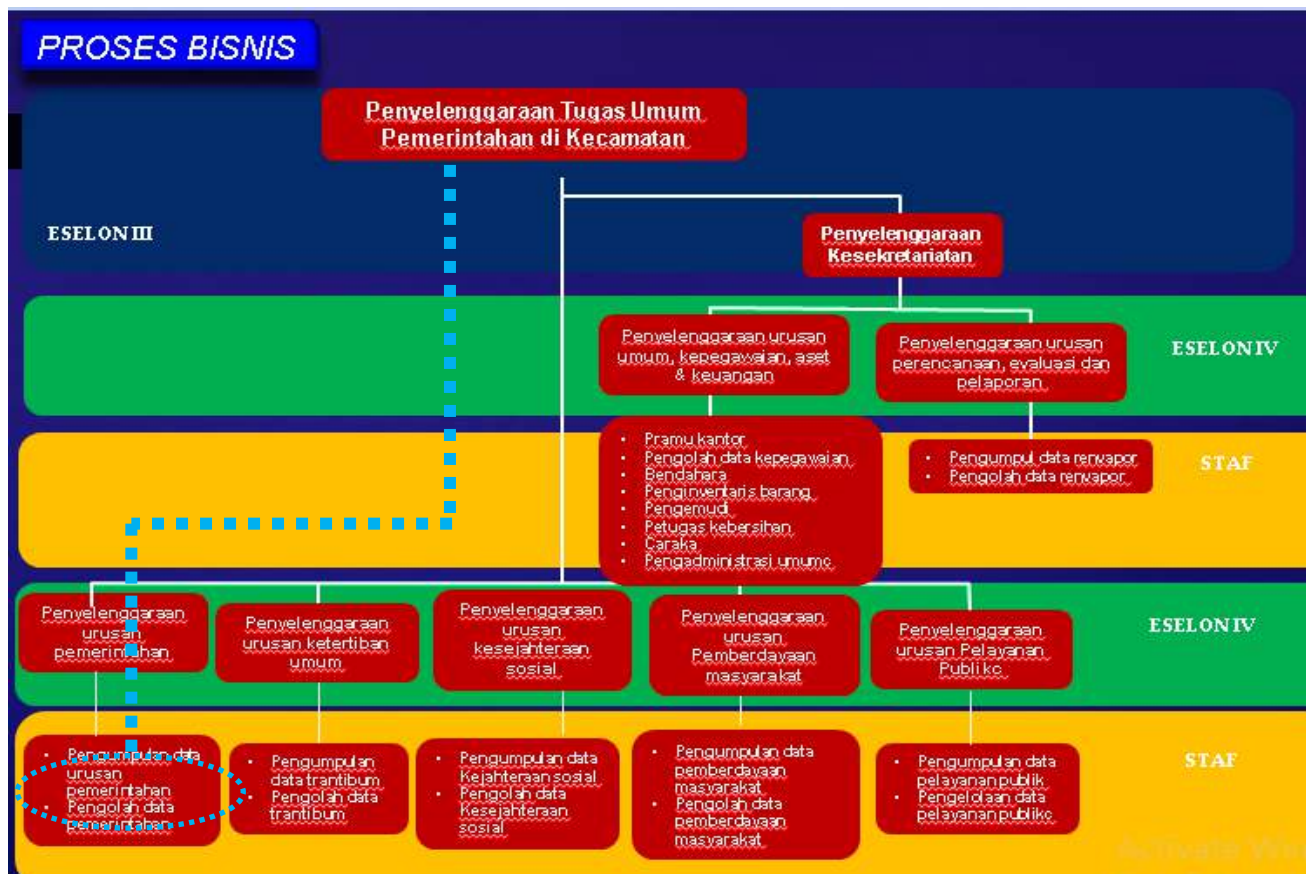 PROSES BISNIS
Penyelenggaraan Tugas Umum
Pemerintahan di Kecamatan
ESELON III
Penyelenggaraan
Kesekretariatan
Penyelenggaraan urusan
umum, kepegawaian, aset
& keuangan
Penyelenggaraan urusan
perencanaan, evaluasi dan
pelaporan
ESELON IV
• Pramu kantor
• Pengolah data kepegawaian
• Bendahara
• Penginventaris barang
• Pengemudi
• Petugas kebersihan
• Caraka
• Pengadministrasi umumc
• Pengumpul data renvapor
• Pengolah data renvapor
STAF
Penyelenggaraan
urusan
pemerintahan
Penyelenggaraan
urusan ketertiban
umum
Penyelenggaraan
urusan
kesejahteraan
sosial
Penyelenggaraan
urusan
Pemberdayaan
masyarakat
Penyelenggaraan
urusan Pelayanan
Publikc
ESELON IV
• Pengumpulan data
urusan
pemerintahan
• Pengolah data
pemerintahan
• Pengumpulan
data trantibum
• Pengolah data
trantibum
• Pengumpulan data
Kejahteraan sosial
• Pengolah data
Kesejahteraan
sosial
• Pengumpulan data
pemberdayaan
masyarakat
• Pengolah data
pemberdayaan
masyarakat
• Pengumpulan data
pelayanan publik
• Pengelolaan data
pelayanan publikc
STAF